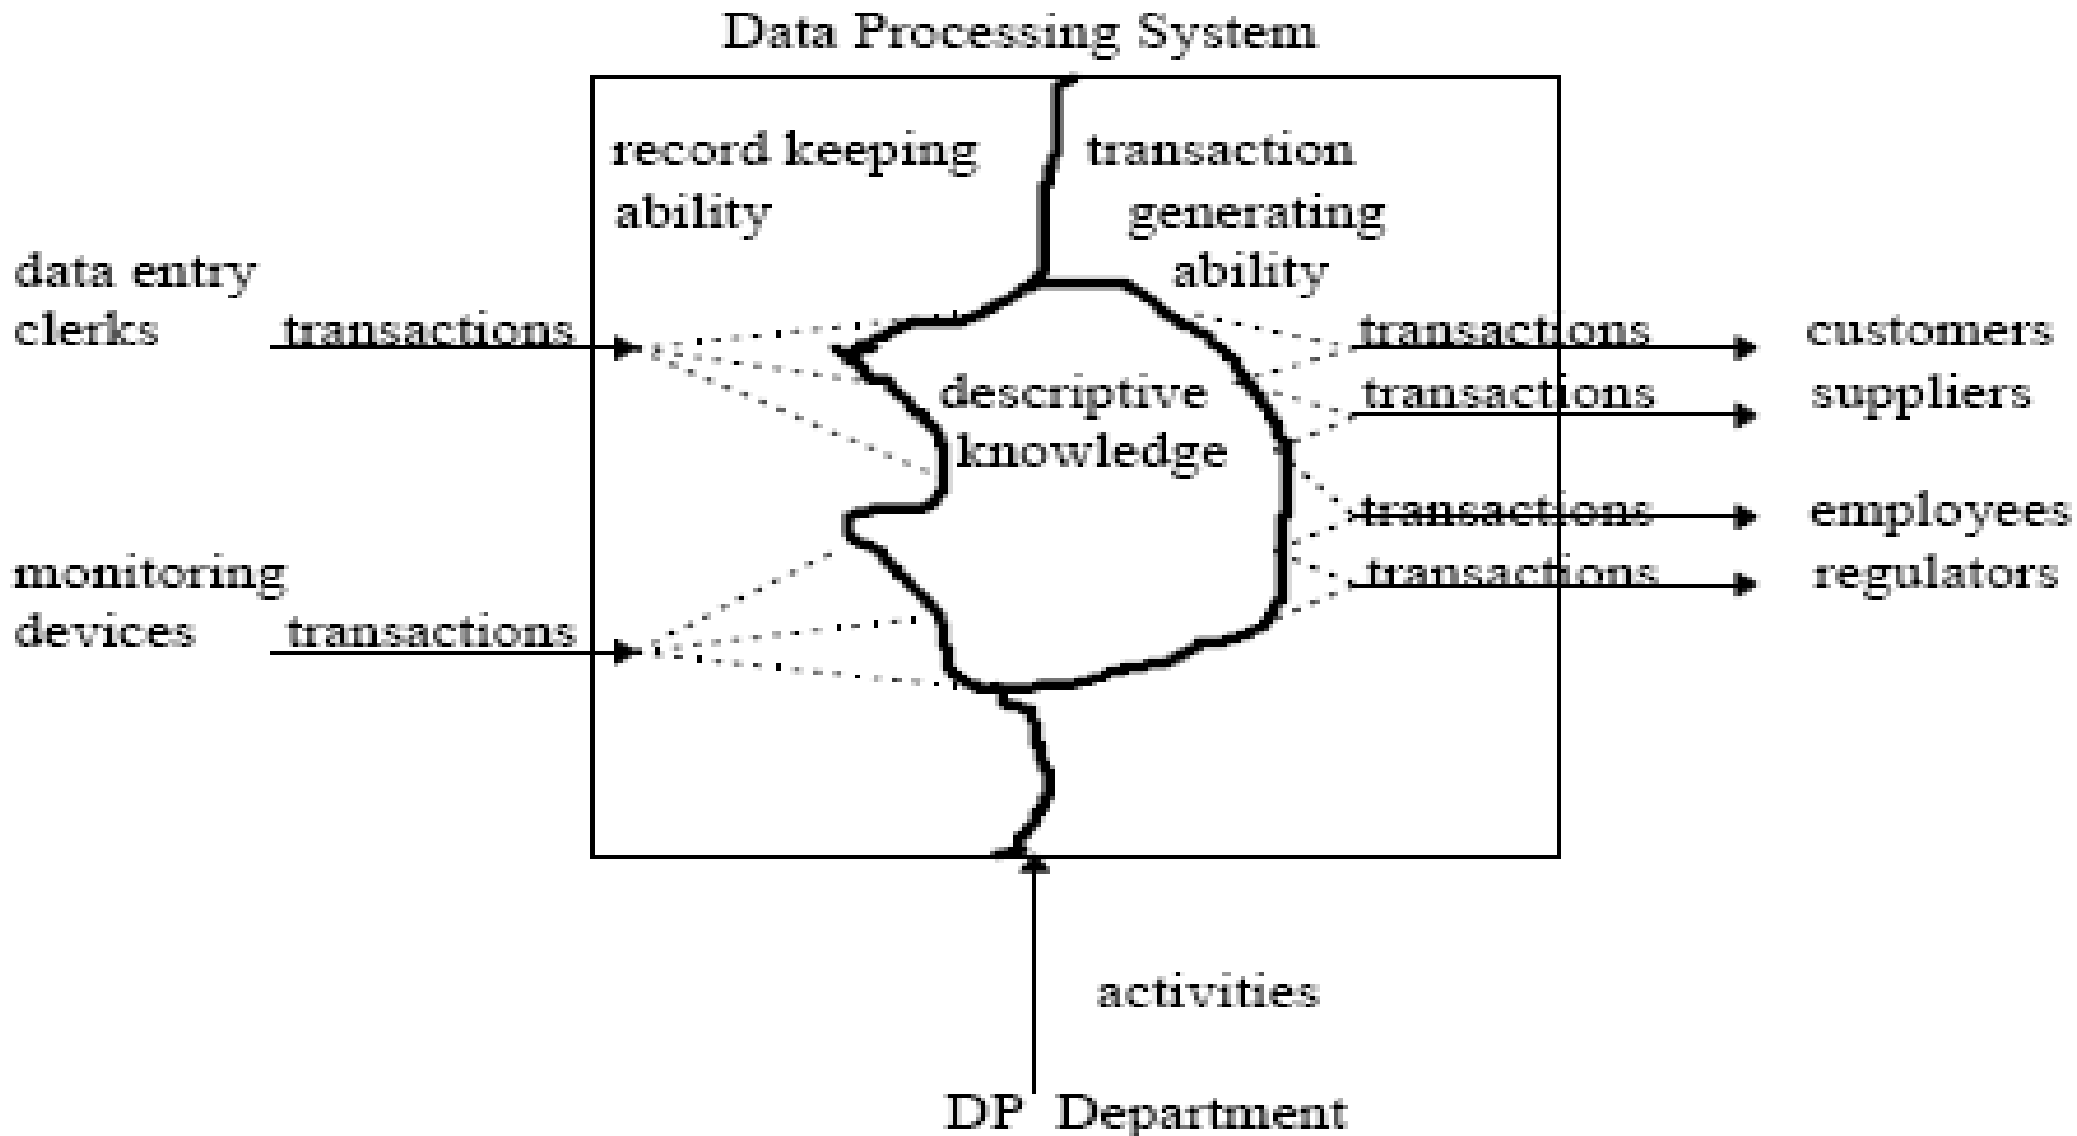 Data Processing System
record keeping
ability
transaction
generating
ability
data entry
clerks
transactions
transactions
customers
descriptive
knowledge
transactions
suppliers
transactions
employees
monitoring
devices
transactions
transactions
regulators
activities
DP Department